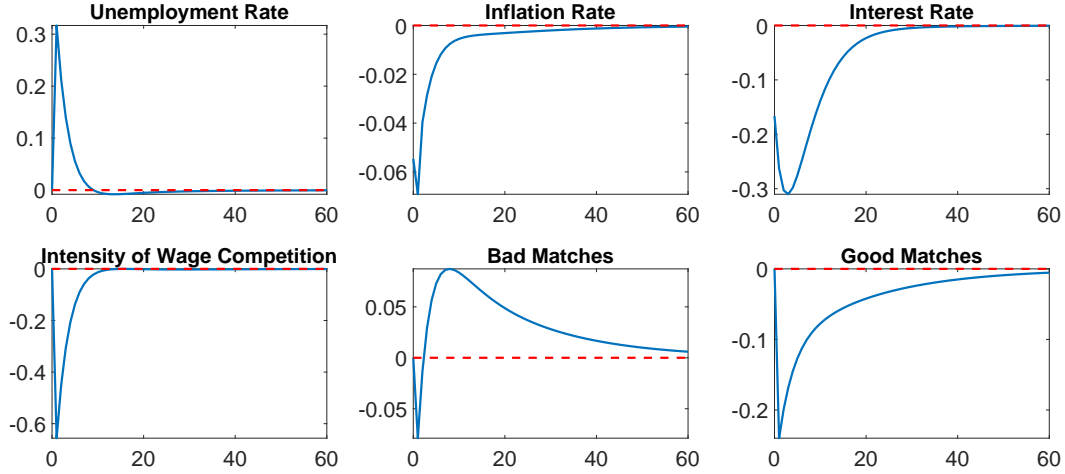 Unemployment Rate
0.3
0.2
0.1
0
0 20 40 60
Inflation Rate
0
-0.02
-0.04
-0.06
0 20 40 60
Interest Rate
0
-0.1
-0.2
-0.3
0 20 40 60
Intensity of Wage Competition
0
-0.2
-0.4
-0.6
0 20 40 60
Bad Matches
0.05
0
-0.05
0 20 40 60
Good Matches
0
-0.1
-0.2
0 20 40 60